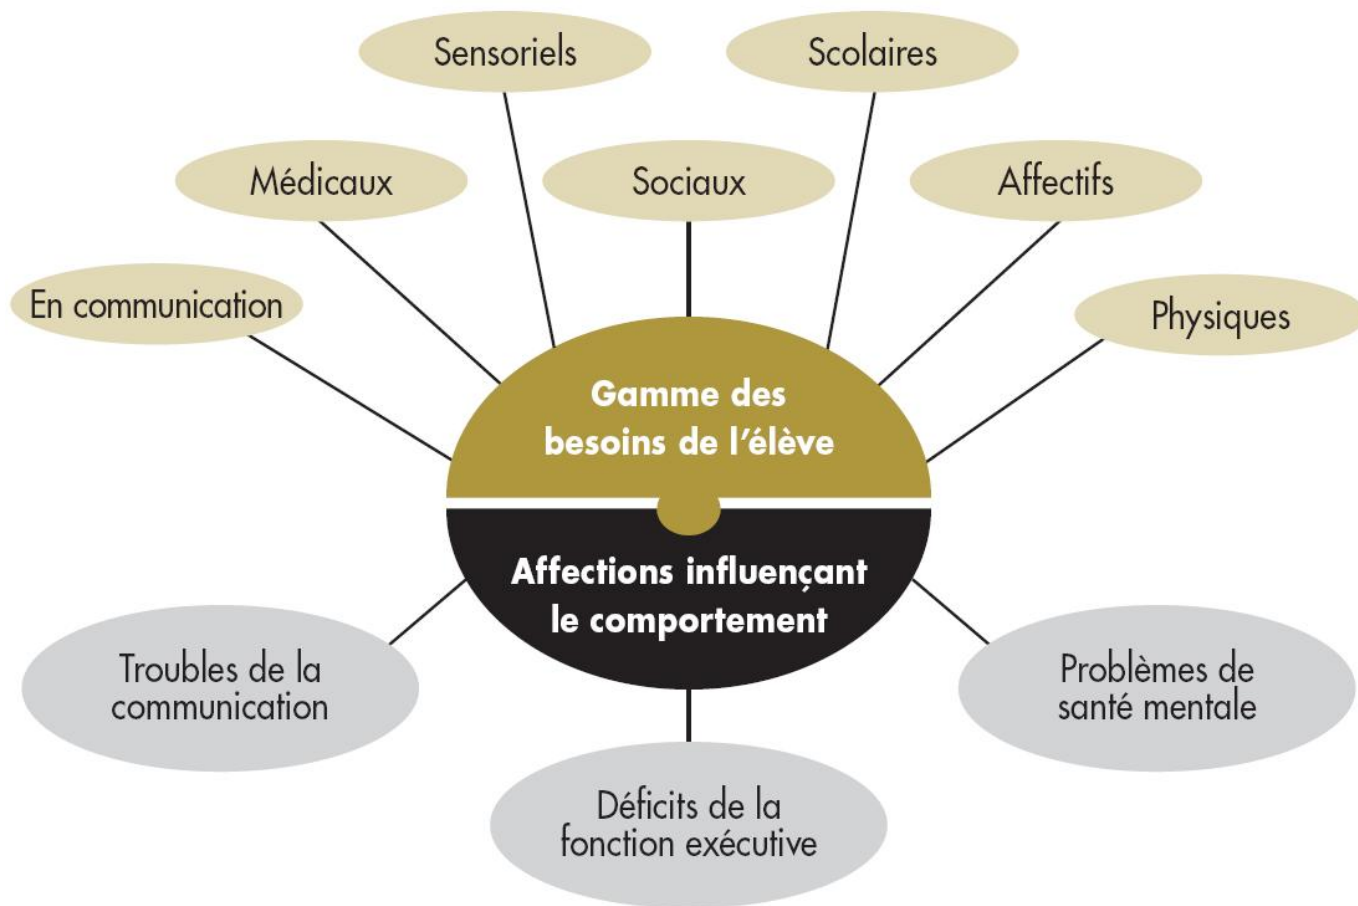 Sensoriels
Scolaires
Médicaux
Sociaux
Affectifs
En communication
Physiques
Gamme des
besoins de l’élève
Affections influençant
le comportement
Troubles de la
communication
Problèmes de
santé mentale
Déficits de la
fonction exécutive